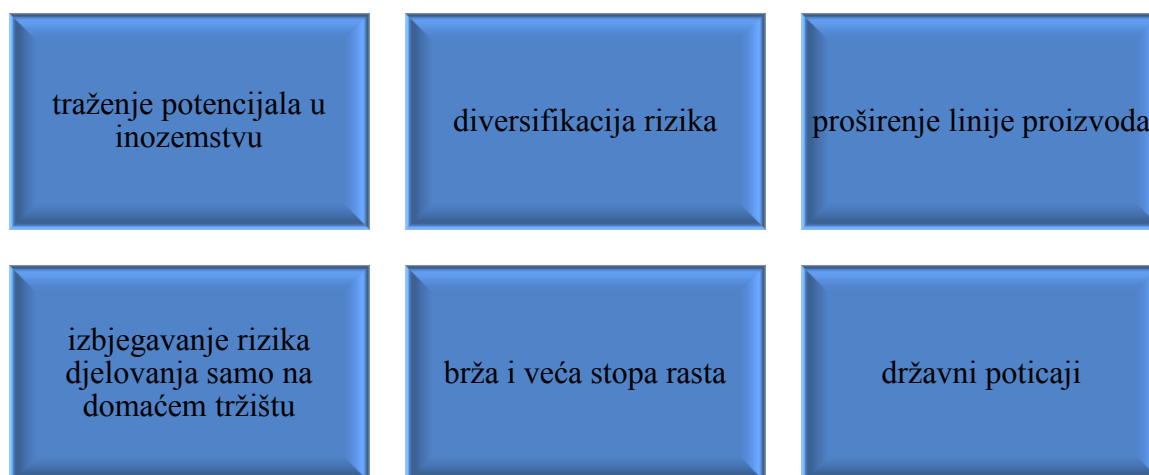 traženje potencijala u
inozemstvu
diversifikacija rizika
proširenje linije proizvoda
izbjegavanje rizika
djelovanja samo na
domaćem tržištu
brža i veća stopa rasta
državni poticaji